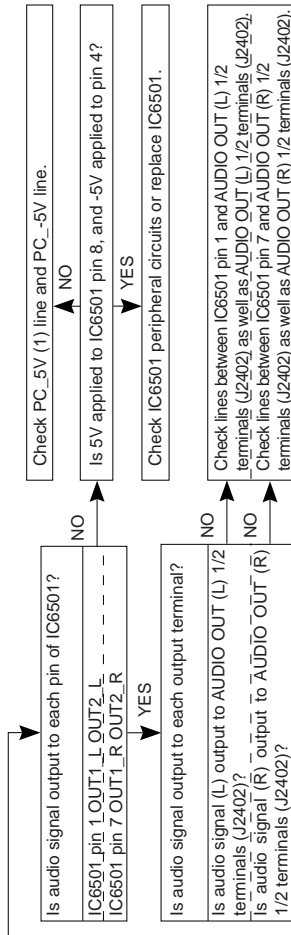 Is audio signal output to each pin of IC6501?
IC6501 pin 1 OUT1_L OUT2_L
IC6501 pin 7 OUT1_R OUT2_R
NO
YES
Check PC_5V (1) line and PC_-5V line.
NO
Is 5V applied to IC6501 pin 8, and -5V applied to pin 4?
YES
Check IC6501 peripheral circuits or replace IC6501.
Is audio signal output to each output terminal?
Is audio signal (L) output to AUDIO OUT (L) 1/2
terminals (J2402)?
Is audio signal (R) output to AUDIO OUT (R)
1/2 terminals (J2402)?
NO
NO
Check lines between IC6501 pin 1 and AUDIO OUT (L) 1/2
terminals (J2402) as well as AUDIO OUT (L) 1/2 terminals (J2402).
Check lines between IC6501 pin 7 and AUDIO OUT (R) 1/2
terminals (J2402) as well as AUDIO OUT (R) 1/2 terminals (J2402).